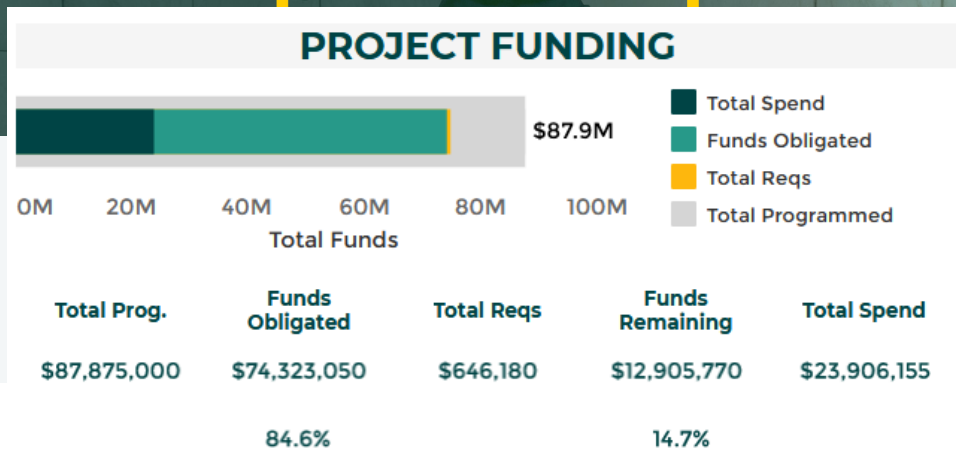 PROJECT FUNDING
$87.9M
Total Spend
Funds Obligated
Total Reqs
Total Programmed
0M 20M 40M 60M 80M 100M
Total Funds
Total Prog.
Funds
Obligated
Total Reqs
Funds
Remaining
Total Spend
$87,875,000 $74,323,050 $646,180 $12,905,770 $23,906,155
84.6% 14.7%